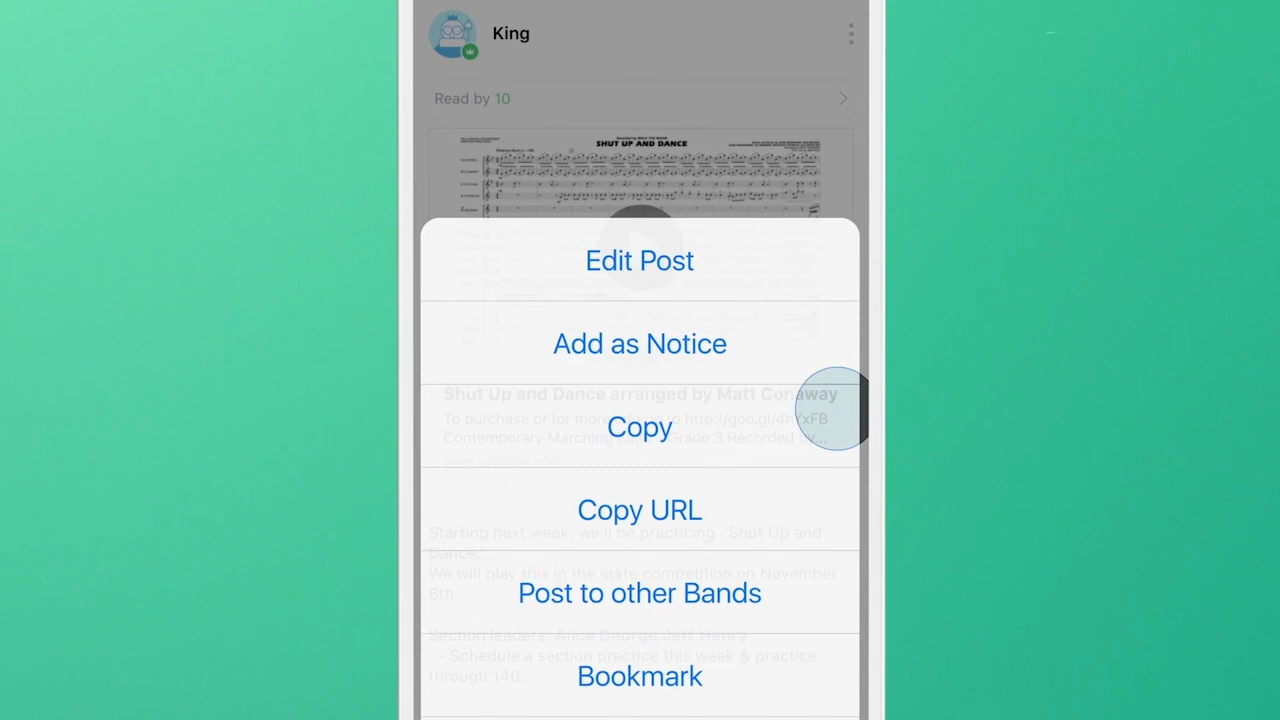 King
Read by 10
SHUT UP AND DANCE
Edit Post
Add as Notice
Shut Up and Dance arranged by Matt Conaway
To purchase or for more info go to http://goo.gl/4hYxFB
Copy
Contemporary Marching Band - Grade 3 Recorded by...
Copy URL
Starting next week, we'll be practicing 'Shut Up and
Dance.'
We will play this in the state competition on November
6th
Post to other Bands
Section leaders: Alice George Jeff Henry
- Schedule a section practice this week & practice
through 140.
Bookmark